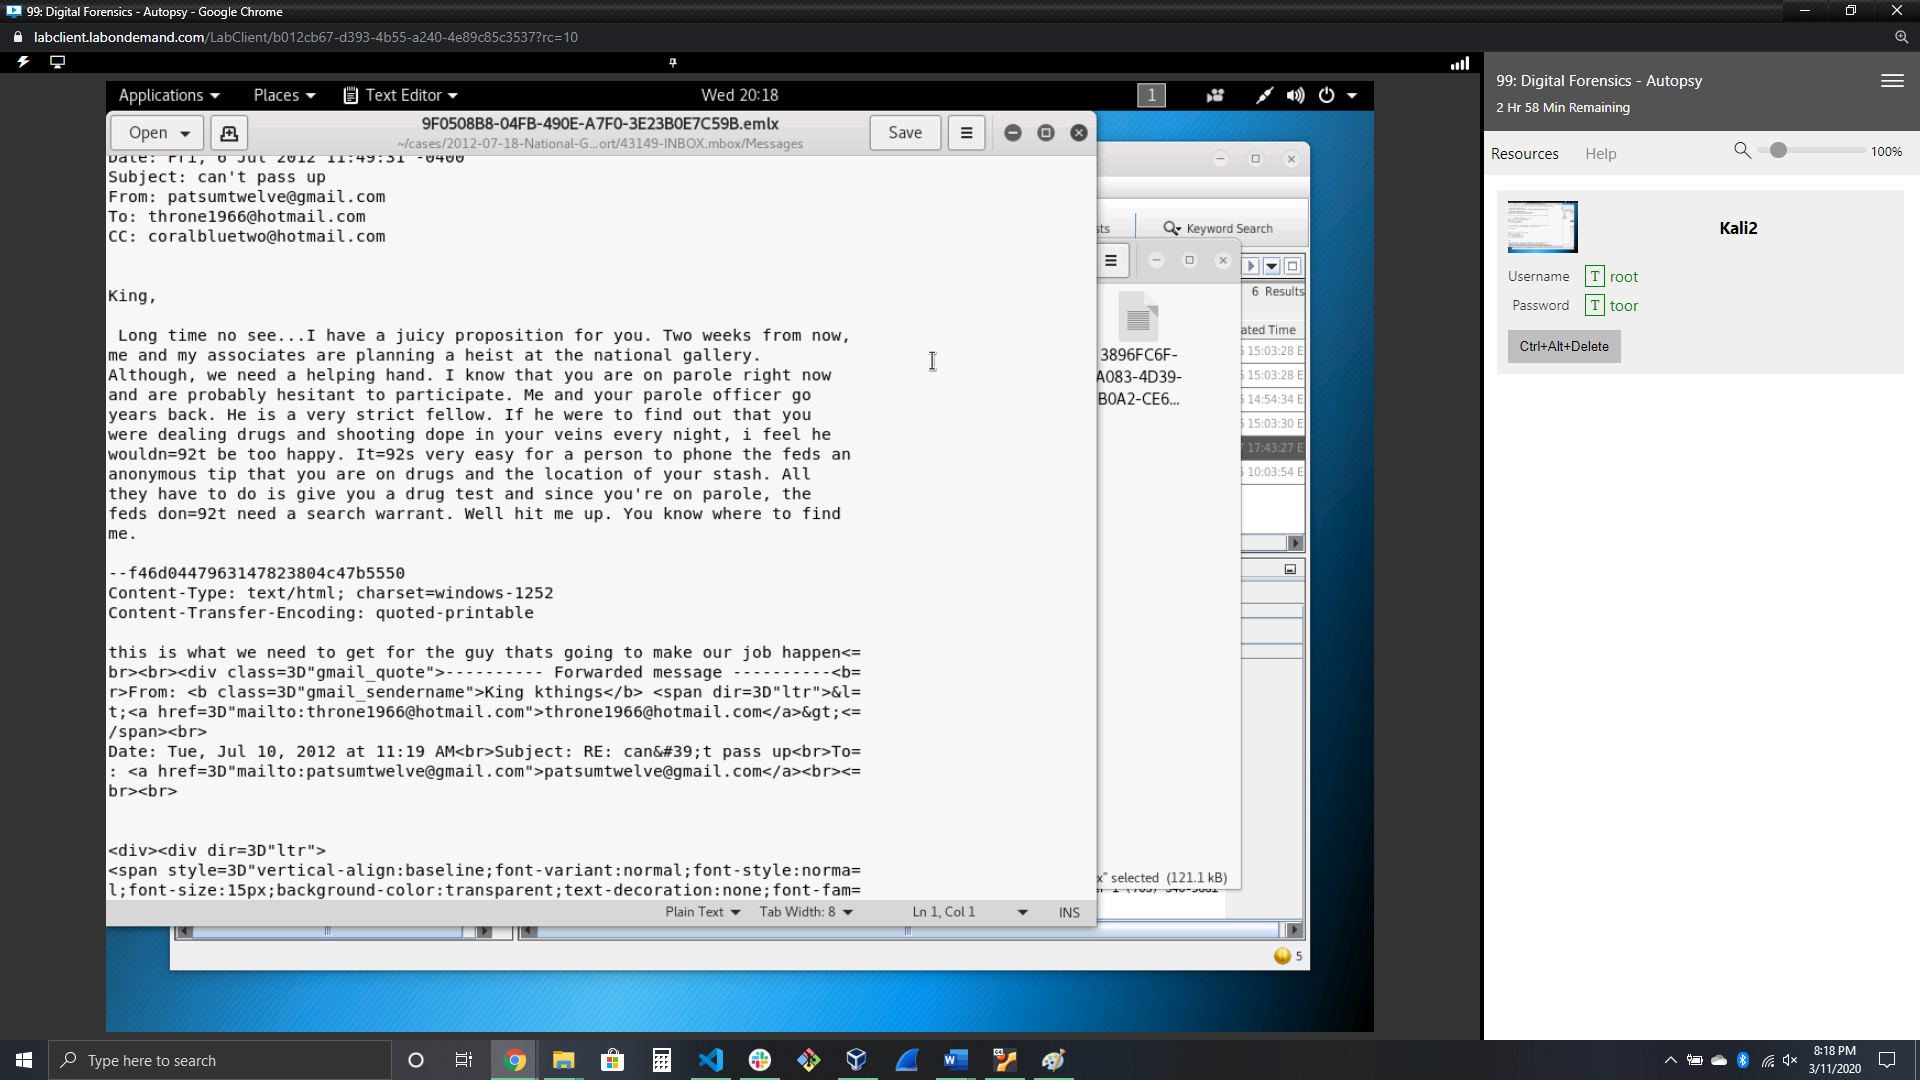 99: Digital Forensics - Autopsy - Google Chrome
labclient.labondemand.com/LabClient/b012cb67-d393-4b55-a240-4e89c85c3537?rc=10
Applications
Places
Text Editor
Wed 20:18
1
Open
9F0508B8-04FB-490E-A7F0-3E23B0E7C59B.emlx
~/cases/2012-07-18-National-G...ort/43149-INBOX.mbox/Messages
Save
Date: Fri, 6 Jul 2012 11:49:31 -0400
Subject: can't pass up
From: patsumtwelve@gmail.com
To: throne1966@hotmail.com
CC: coralbluetwo@hotmail.com
King,
Long time no see...I have a juicy proposition for you. Two weeks from now,
me and my associates are planning a heist at the national gallery.
Although, we need a helping hand. I know that you are on parole right now
and are probably hesitant to participate. Me and your parole officer go
years back. He is a very strict fellow. If he were to find out that you
were dealing drugs and shooting dope in your veins every night, i feel he
wouldn=92t be too happy. It=92s very easy for a person to phone the feds an
anonymous tip that you are on drugs and the location of your stash. All
they have to do is give you a drug test and since you're on parole, the
feds don=92t need a search warrant. Well hit me up. You know where to find
me.
--f46d0447963147823804c47b5550
Content-Type: text/html; charset=windows-1252
Content-Transfer-Encoding: quoted-printable
this is what we need to get for the guy thats going to make our job happen<=
br><br><div class=3D"gmail_quote">---------- Forwarded message ----------<b=
r>From: <b class=3D"gmail_sendername">King kthings</b> <span dir=3D"ltr">&l=
t;<a href=3D"mailto:throne1966@hotmail.com">throne1966@hotmail.com</a>&gt;<=
/span><br>
Date: Tue, Jul 10, 2012 at 11:19 AM<br>Subject: RE: can&#39;t pass up<br>To=
: <a href=3D"mailto:patsumtwelve@gmail.com">patsumtwelve@gmail.com</a><br><=
br><br>
<div><div dir=3D"ltr">
<span style=3D"vertical-align:baseline;font-variant:normal;font-style:norma=
l;font-size:15px;background-color:transparent;text-decoration:none;font-fam=
Plain Text
Tab Width: 8
Ln 1, Col 1
INS
sts
Keyword Search
6 Results
ated Time
15:03:28 E
15:03:28 E
14:54:34 E
15:03:30 E
17:43:27 E
10:03:54 E
3896FC6F-
A083-4D39-
B0A2-CE6...
x" selected (121.1 kB)
5
99: Digital Forensics - Autopsy
2 Hr 58 Min Remaining
Resources
Help
100%
Kali2
Username
T root
Password
T toor
Ctrl+Alt+Delete
Type here to search
8:18 PM
3/11/2020